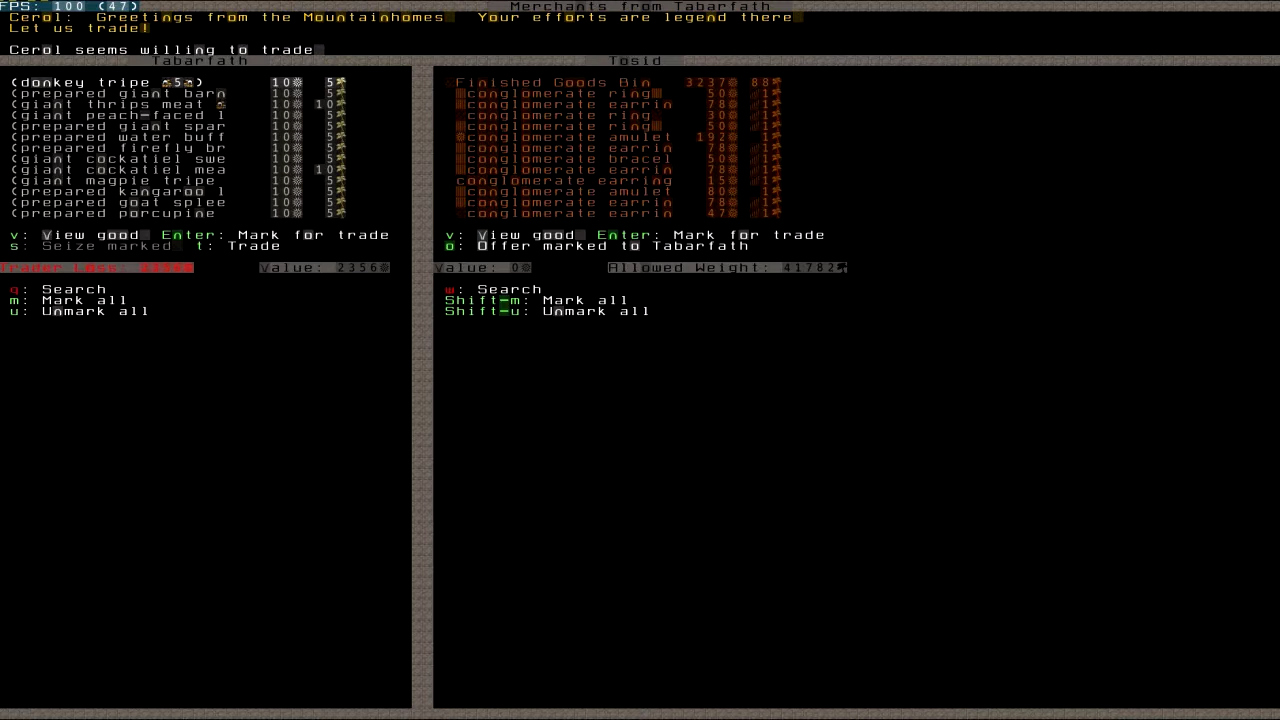 FPS: 100 (47)
Merchants from Tabarfath
Cerol: Greetings from the Mountainhomes Your efforts are legend there
Let us trade!
Cerol seems willing to trade
Tabarfath
Tosid
(donkey tripe 5 ) 10 5
(prepared giant barn 10 5
(giant thrips meat 10 10
(giant peach-faced l 10 5
(prepared giant spar 10 5
(prepared water buff 10 5
(prepared firefly br 10 5
(giant cockatiel swe 10 5
(giant cockatiel mea 10 10
(giant magpie tripe 10 5
(prepared kangaroo l 10 5
(prepared goat splee 10 5
(prepared porcupine 10 5
Finished Goods Bin 3237 88
conglomerate ring 50 1
conglomerate earrin 78 1
conglomerate ring 30 1
conglomerate ring 50 1
conglomerate amulet 192 1
conglomerate earrin 78 1
conglomerate bracel 50 1
conglomerate earrin 78 1
conglomerate earring 15 1
conglomerate amulet 80 1
conglomerate earrin 78 1
conglomerate earrin 47 1
v: View good Enter: Mark for trade
s: Seize marked t: Trade
v: View good Enter: Mark for trade
o: Offer marked to Tabarfath
Trader Loss:
Value: 2356
Value: 0
Allowed Weight: 41782
q: Search
m: Mark all
u: Unmark all
w: Search
Shift-m: Mark all
Shift-u: Unmark all